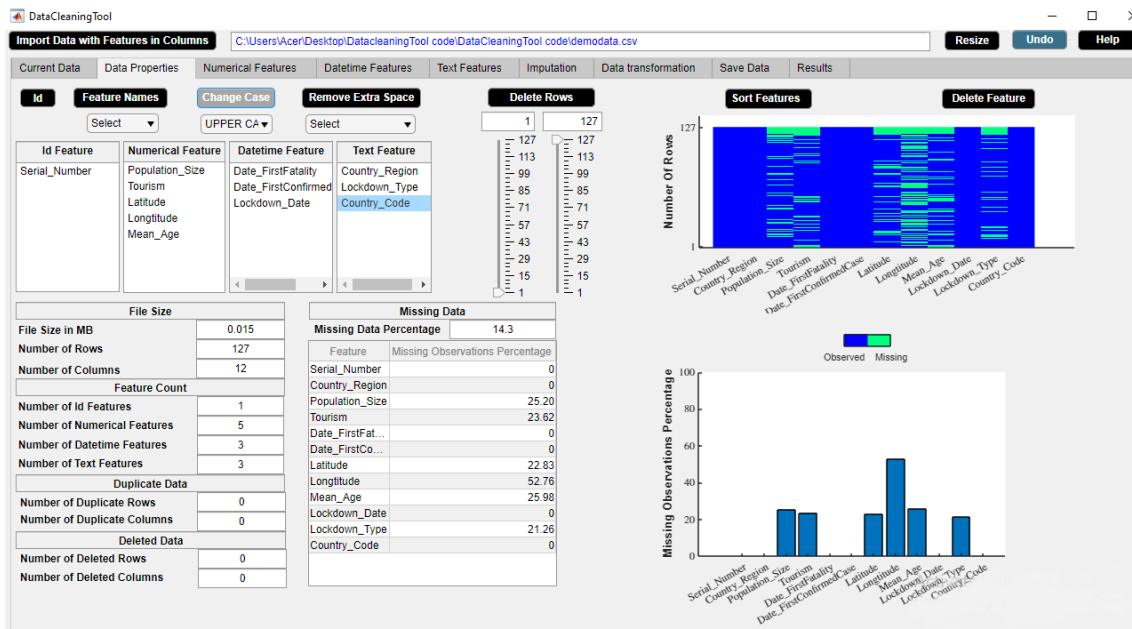 DataCleaningTool
Import Data with Features in Columns C:\Users\Acer\Desktop\DatacleaningTool code\DataCleaningTool code\demodata.csv Resize Undo Help
Current Data Data Properties Numerical Features Datetime Features Text Features Imputation Data transformation Save Data Results
Id Feature Names Change Case Remove Extra Space Delete Rows Sort Features Delete Feature
Select UPPER CA Select 1 127
Id Feature Numerical Feature Datetime Feature Text Feature
Serial_Number Population_Size Date_FirstFatality Country_Region
Tourism Date_FirstConfirmed Lockdown_Type
Latitude Lockdown_Date Country_Code
Longtitude
Mean_Age
127 127
113 113
99 99
85 85
71 71
57 57
43 43
29 29
15 15
1 1
Number Of Rows
127
1
Serial_Number
Country_Region
Population_Size
Tourism
Date_FirstFatality
Date_FirstConfirmedCase
Latitude
Longtitude
Mean_Age
Lockdown_Date
Lockdown_Type
Country_Code
Observed Missing
File Size
File Size in MB 0.015
Number of Rows 127
Number of Columns 12
Feature Count
Number of Id Features 1
Number of Numerical Features 5
Number of Datetime Features 3
Number of Text Features 3
Duplicate Data
Number of Duplicate Rows 0
Number of Duplicate Columns 0
Deleted Data
Number of Deleted Rows 0
Number of Deleted Columns 0
Missing Data
Missing Data Percentage 14.3
Feature Missing Observations Percentage
Serial_Number 0
Country_Region 0
Population_Size 25.20
Tourism 23.62
Date_FirstFat... 0
Date_FirstCo... 0
Latitude 22.83
Longtitude 52.76
Mean_Age 25.98
Lockdown_Date 0
Lockdown_Type 21.26
Country_Code 0
Missing Observations Percentage
100
80
60
40
20
0
Serial_Number
Country_Region
Population_Size
Tourism
Date_FirstFatality
Date_FirstConfirmedCase
Latitude
Longtitude
Mean_Age
Lockdown_Date
Lockdown_Type
Country_Code